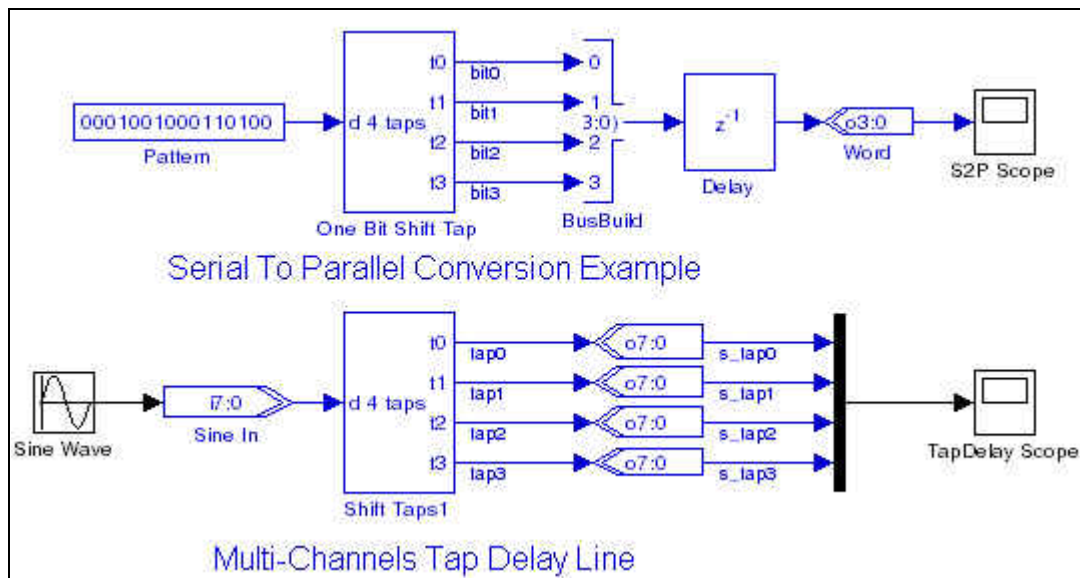 t0
bit0
0
t1
bit1
1
0001001000110100
d 4 taps
3:0)
z-1
o3:0
Pattern
t2
bit2
2
Word
S2P Scope
t3
bit3
3
Delay
One Bit Shift Tap
BusBuild
Serial To Parallel Conversion Example
t0
tap0
o7:0
s_tap0
t1
tap1
o7:0
s_tap1
i7:0
d 4 taps
Sine In
Sine Wave
t2
tap2
o7:0
s_tap2
TapDelay Scope
t3
tap3
o7:0
s_tap3
Shift Taps1
Multi-Channels Tap Delay Line